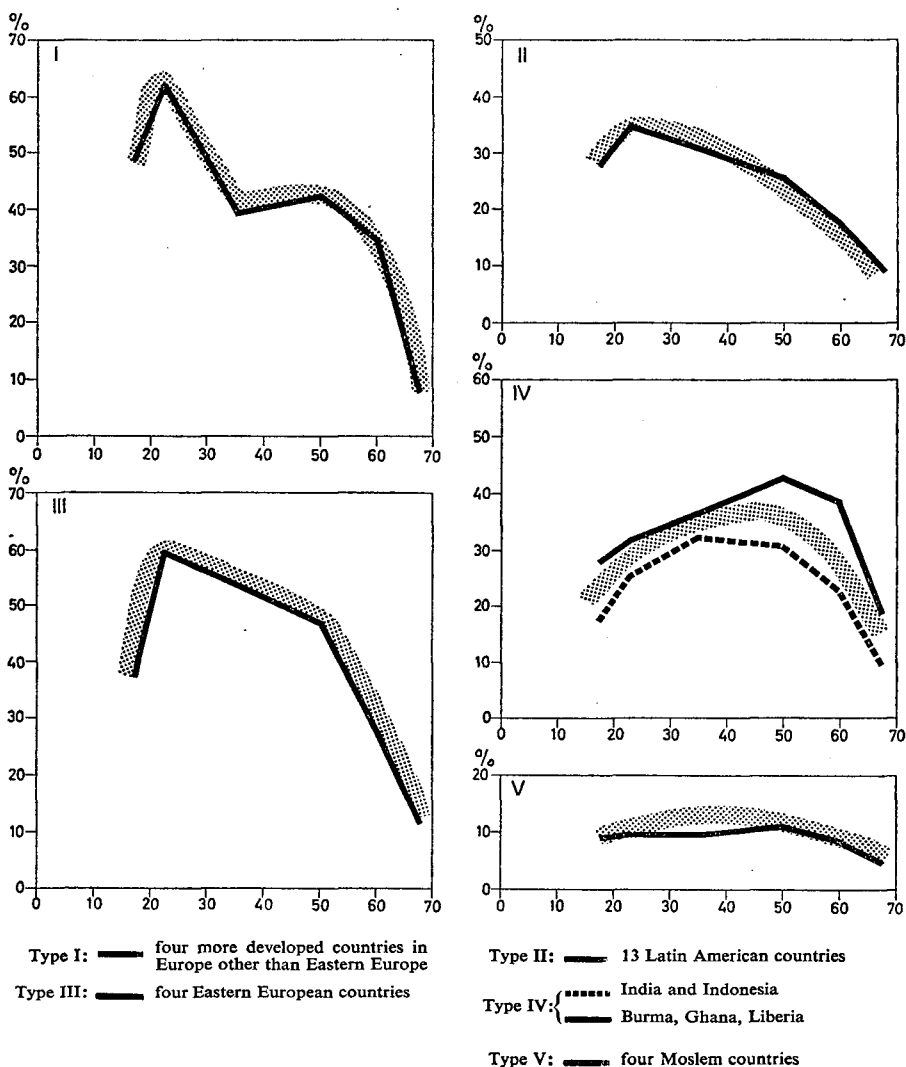 %
70
I
60
50
40
30
20
10
0
0 10 20 30 40 50 60 70
%
50
II
40
30
20
10
0
0 10 20 30 40 50 60 70
%
70
III
60
50
40
30
20
10
0
0 10 20 30 40 50 60 70
%
60
IV
50
40
30
20
10
0
0 10 20 30 40 50 60 70
%
20
V
10
0
0 10 20 30 40 50 60 70
Type I: four more developed countries in
Europe other than Eastern Europe
Type III: four Eastern European countries
Type II: 13 Latin American countries
Type IV: { India and Indonesia
Burma, Ghana, Liberia
Type V: four Moslem countries